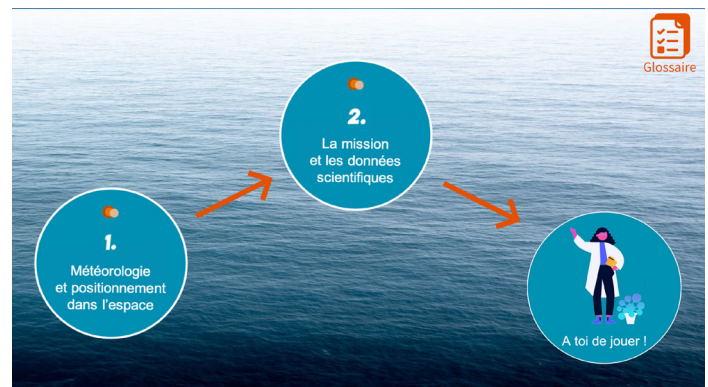 Glossaire
1.
Météorologie
et positionnement
dans l'espace
2.
La mission
et les données
scientifiques
A toi de jouer !